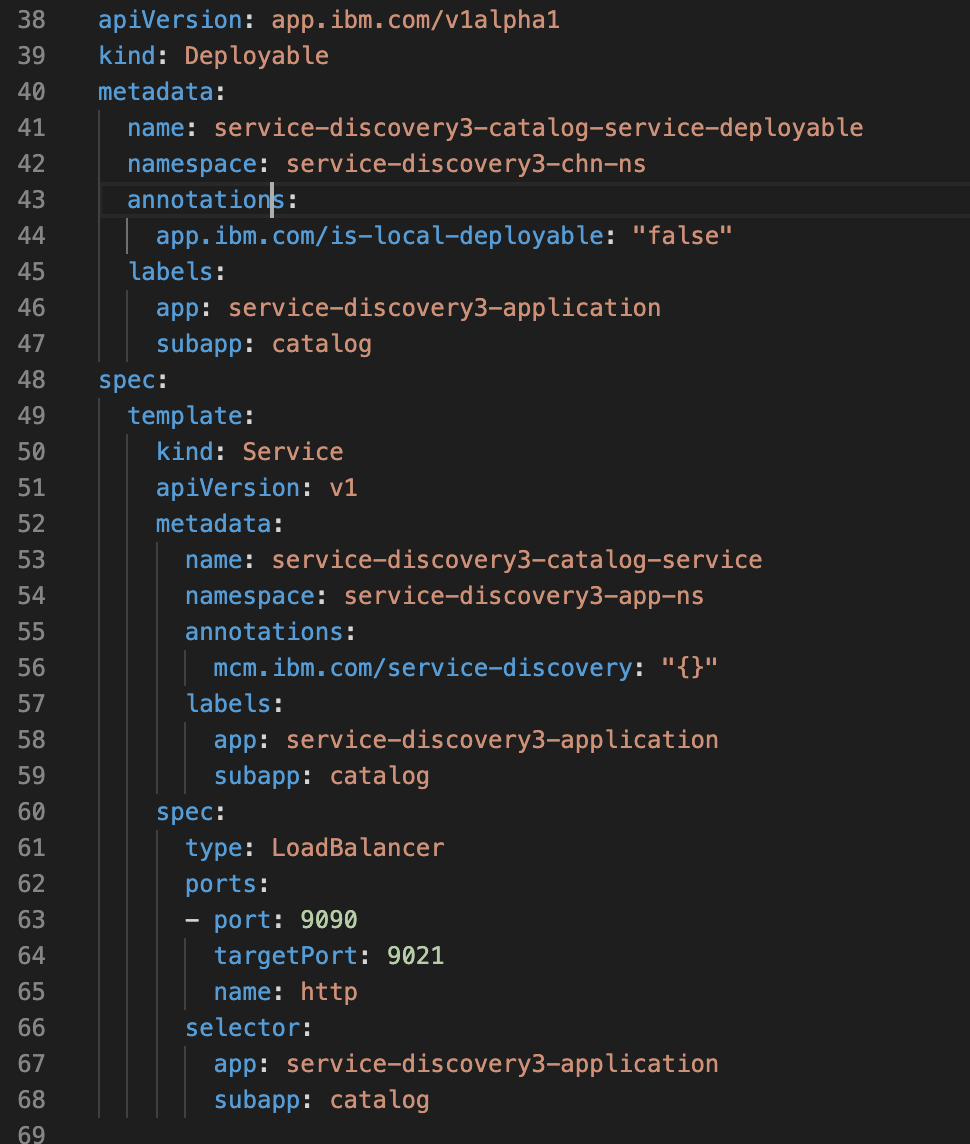 38 apiVersion: app.ibm.com/v1alpha1
39 kind: Deployable
40 metadata:
41   name: service-discovery3-catalog-service-deployable
42   namespace: service-discovery3-chn-ns
43   annotations:
44     app.ibm.com/is-local-deployable: "false"
45   labels:
46     app: service-discovery3-application
47     subapp: catalog
48 spec:
49   template:
50     kind: Service
51     apiVersion: v1
52     metadata:
53       name: service-discovery3-catalog-service
54       namespace: service-discovery3-app-ns
55       annotations:
56         mcm.ibm.com/service-discovery: "{}"
57       labels:
58         app: service-discovery3-application
59         subapp: catalog
60     spec:
61       type: LoadBalancer
62       ports:
63       - port: 9090
64         targetPort: 9021
65         name: http
66       selector:
67         app: service-discovery3-application
68         subapp: catalog
69